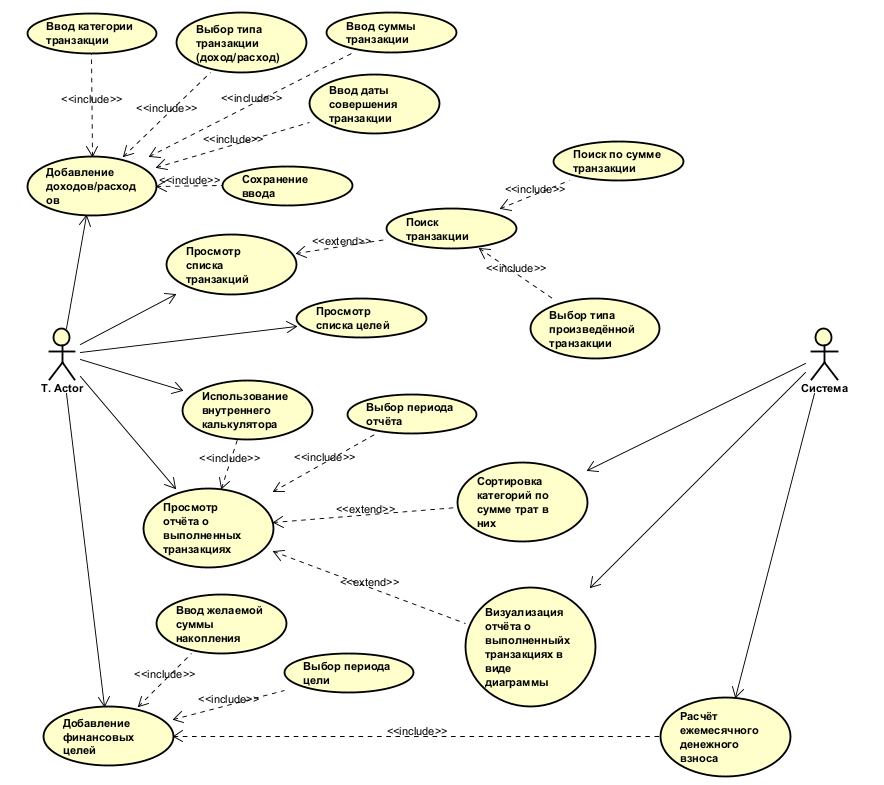 Ввод категории
транзакции
Выбор типа
транзакции
(доход/расход)
Ввод суммы
транзакции
Ввод даты
совершения
транзакции
<<include>>
<<include>>
<<include>>
<<include>>
Добавление
доходов/расход
ов
<<include>>
Сохранение
ввода
Поиск по сумме
транзакции
<<include>>
Поиск
транзакции
<<extend>>
Просмотр
списка
транзакций
<<include>>
Просмотр
списка целей
Выбор типа
произведённой
транзакции
T. Actor
Система
Использование
внутреннего
калькулятора
Выбор периода
отчёта
<<include>>
<<include>>
Просмотр
отчёта о
выполненных
транзакциях
<<extend>>
Сортировка
категорий по
сумме трат в
них
<<extend>>
Визуализация
отчёта о
выполненныйх
транзакциях в
виде
диаграммы
Ввод желаемой
суммы
накопления
<<include>>
Выбор периода
цели
<<include>>
Добавление
финансовых
целей
<<include>>
Расчёт
ежемесячного
денежного
взноса